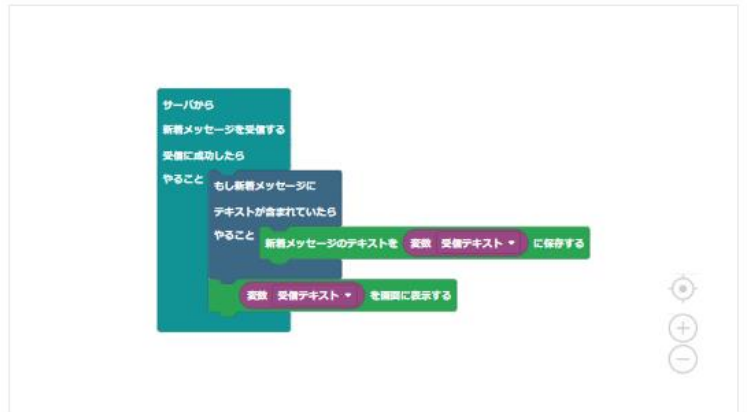 サーバから
新着メッセージを受信する
受信に成功したら
やること
もし新着メッセージに
テキストが含まれていたら
やること
新着メッセージのテキストを 変数 受信テキスト に保存する
変数 受信テキスト を画面に表示する